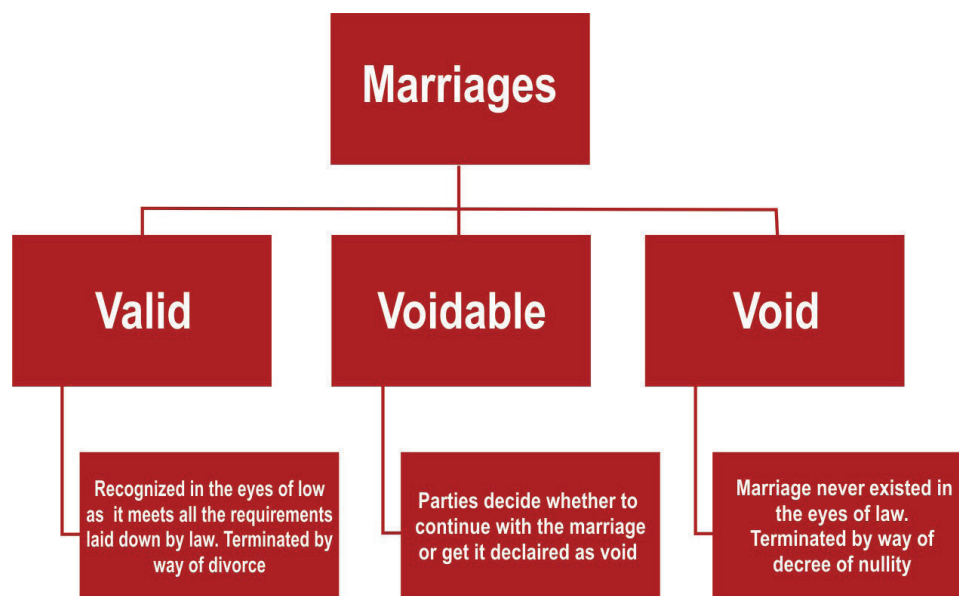 Marriages
Valid
Voidable
Void
Recognized in the eyes of low
as it meets all the requirements
laid down by law. Terminated by
way of divorce
Parties decide whether to
continue with the marriage
or get it declaired as void
Marriage never existed in
the eyes of law.
Terminated by way of
decree of nullity